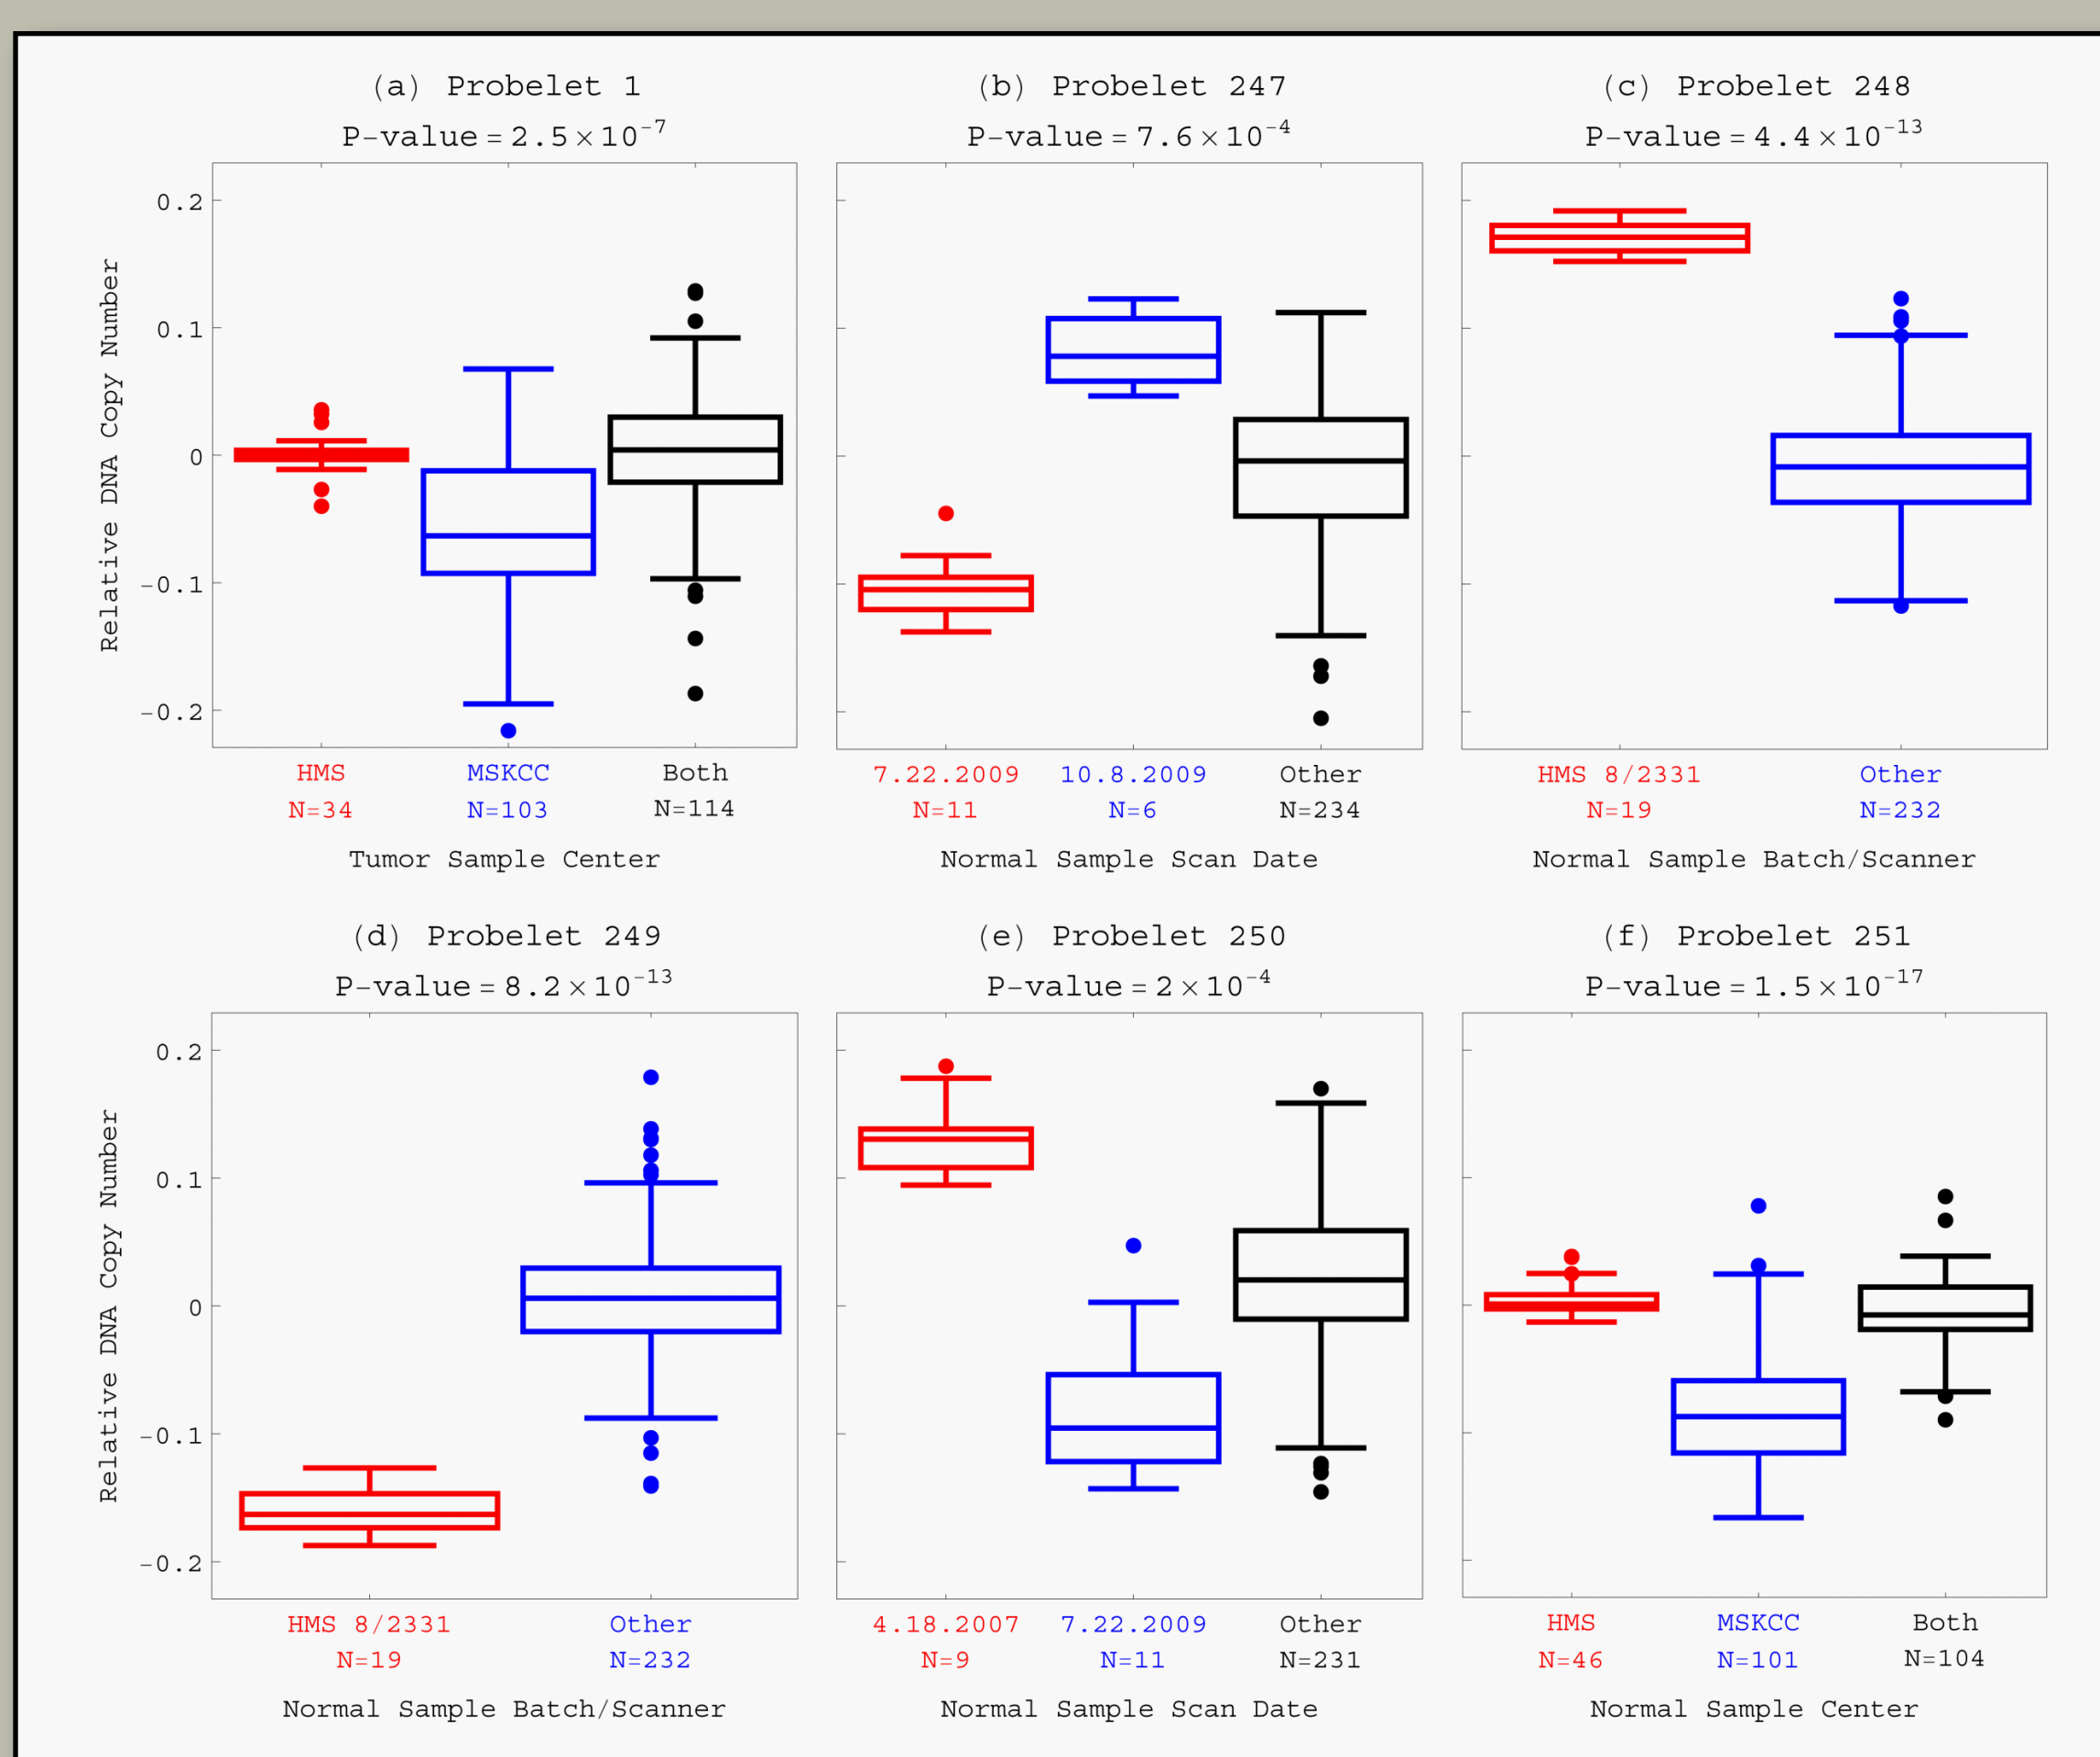 (a) Probelet 1
P-value=2.5×10⁻⁷
0.2
0.1
0
-0.1
-0.2
Relative DNA Copy Number
HMS MSKCC Both
N=34 N=103 N=114
Tumor Sample Center
(b) Probelet 247
P-value=7.6×10⁻⁴
7.22.2009 10.8.2009 Other
N=11 N=6 N=234
Normal Sample Scan Date
(c) Probelet 248
P-value=4.4×10⁻¹³
HMS 8/2331 Other
N=19 N=232
Normal Sample Batch/Scanner
(d) Probelet 249
P-value=8.2×10⁻¹³
0.2
0.1
0
-0.1
-0.2
Relative DNA Copy Number
HMS 8/2331 Other
N=19 N=232
Normal Sample Batch/Scanner
(e) Probelet 250
P-value=2×10⁻⁴
4.18.2007 7.22.2009 Other
N=9 N=11 N=231
Normal Sample Scan Date
(f) Probelet 251
P-value=1.5×10⁻¹⁷
HMS MSKCC Both
N=46 N=101 N=104
Normal Sample Center